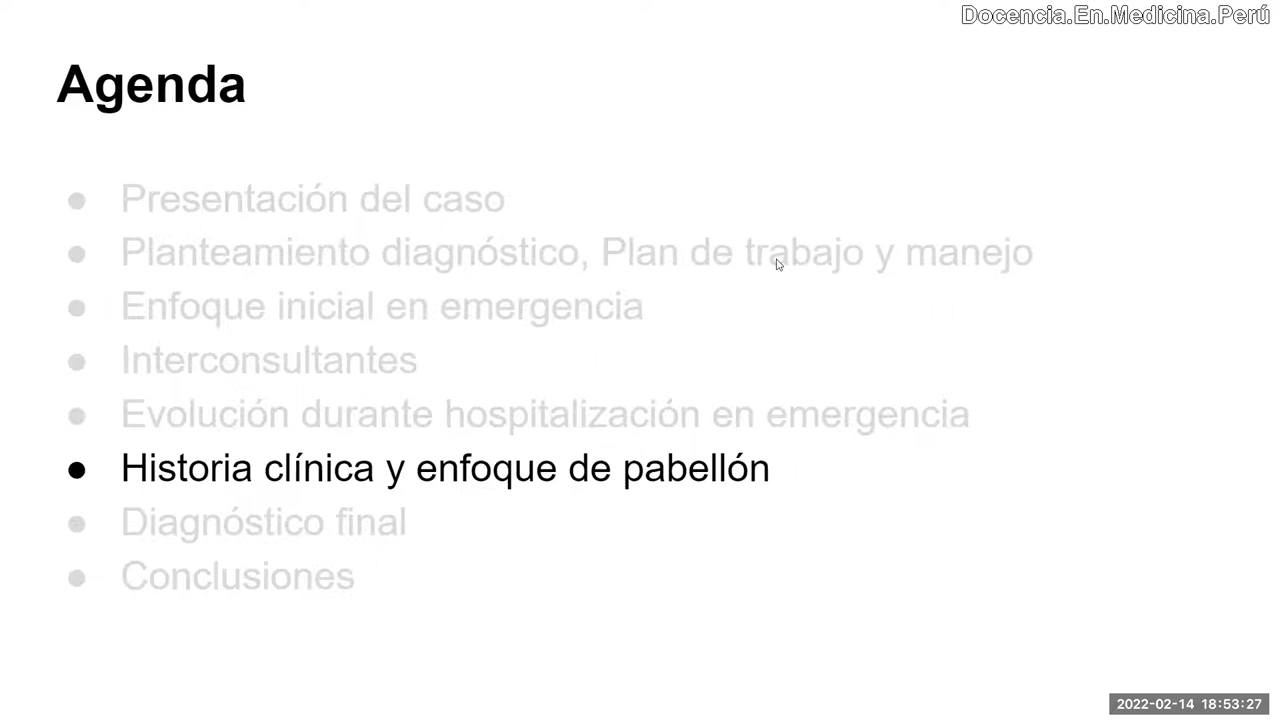 Docencia.En.Medicina.Perú
Agenda
● Presentación del caso
● Planteamiento diagnóstico, Plan de trabajo y manejo
● Enfoque inicial en emergencia
● Interconsultantes
● Evolución durante hospitalización en emergencia
● Historia clínica y enfoque de pabellón
● Diagnóstico final
● Conclusiones
2022-02-14 18:53:27